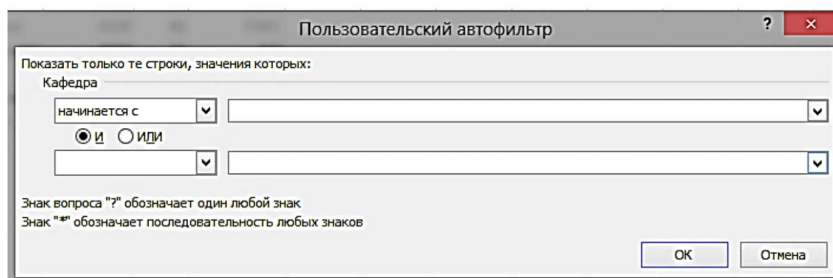 Пользовательский автофильтр ?
Показать только те строки, значения которых:
Кафедра
начинается с
И ИЛИ
Знак вопроса "?" обозначает один любой знак
Знак "*" обозначает последовательность любых знаков
ОК Отмена